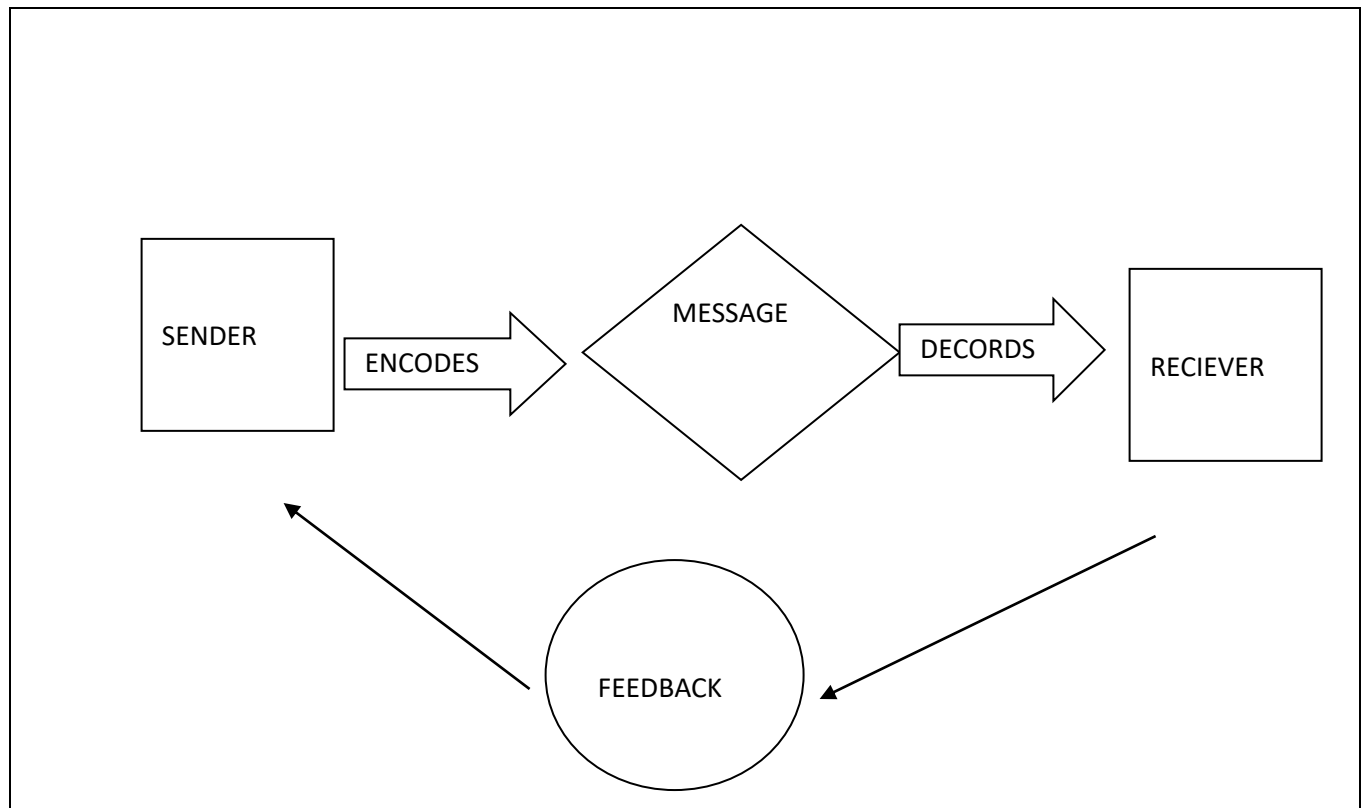 SENDER
ENCODES
MESSAGE
DECORDS
RECIEVER
FEEDBACK